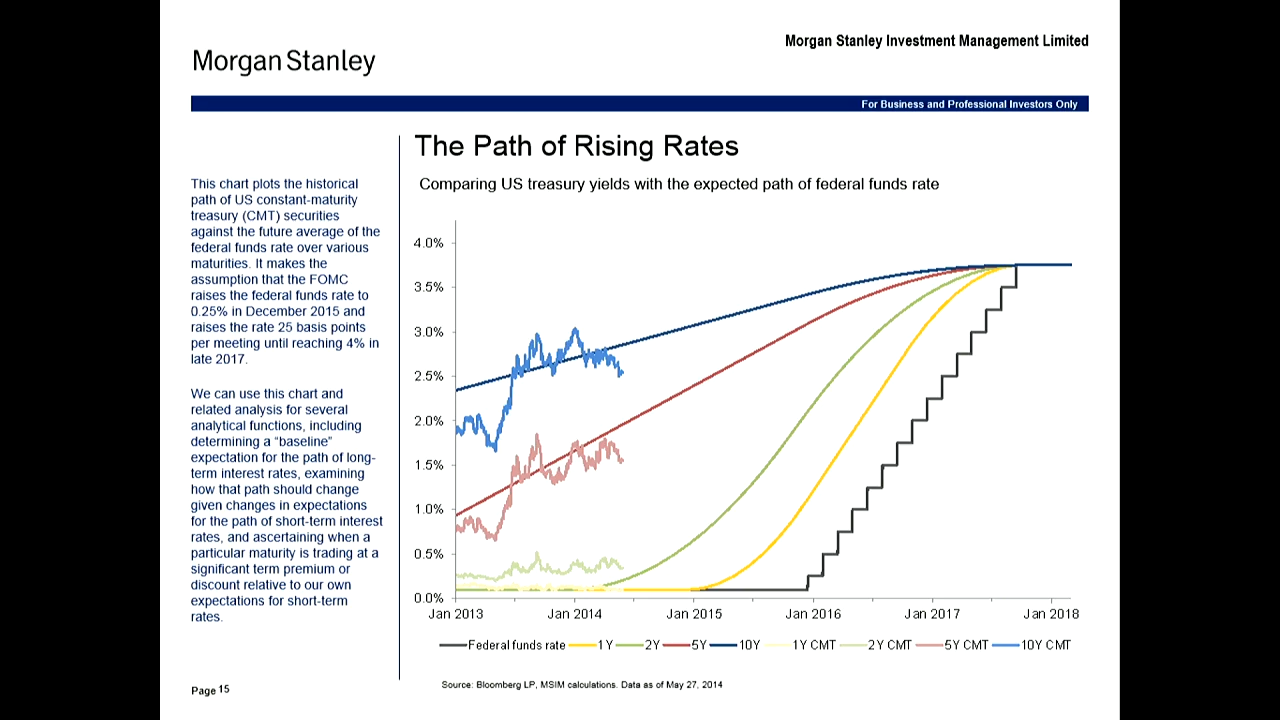 Morgan Stanley Investment Management Limited
Morgan Stanley
For Business and Professional Investors Only
The Path of Rising Rates
Comparing US treasury yields with the expected path of federal funds rate
This chart plots the historical
path of US constant-maturity
treasury (CMT) securities
against the future average of the
federal funds rate over various
maturities. It makes the
assumption that the FOMC
raises the federal funds rate to
0.25% in December 2015 and
raises the rate 25 basis points
per meeting until reaching 4% in
late 2017.
We can use this chart and
related analysis for several
analytical functions, including
determining a “baseline”
expectation for the path of long-
term interest rates, examining
how that path should change
given changes in expectations
for the path of short-term interest
rates, and ascertaining when a
particular maturity is trading at a
significant term premium or
discount relative to our own
expectations for short-term
rates.
4.0%
3.5%
3.0%
2.5%
2.0%
1.5%
1.0%
0.5%
0.0%
Jan 2013 Jan 2014 Jan 2015 Jan 2016 Jan 2017 Jan 2018
Federal funds rate 1Y 2Y 5Y 10Y 1Y CMT 2Y CMT 5Y CMT 10Y CMT
Source: Bloomberg LP, MSIM calculations. Data as of May 27, 2014
Page 15